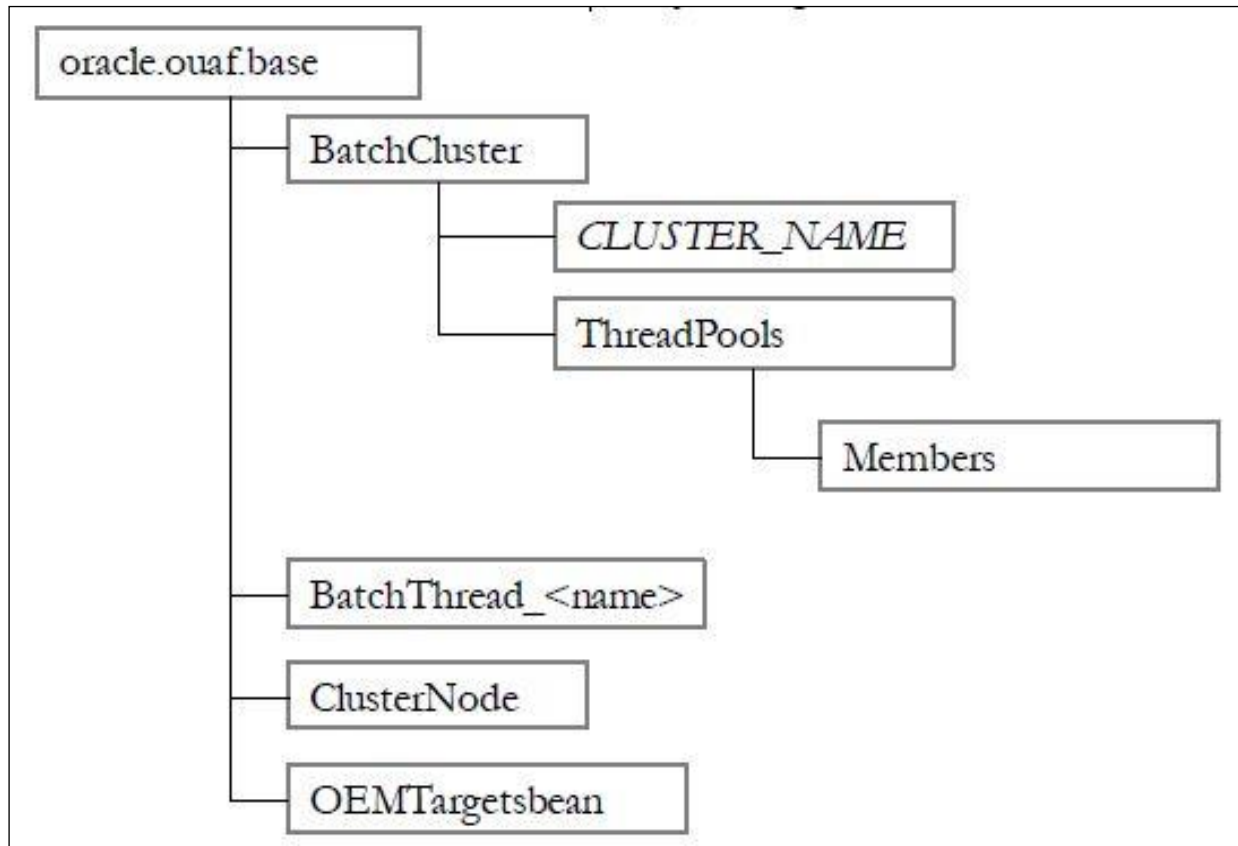 oracle.ouaf.base
BatchCluster
CLUSTER_NAME
ThreadPools
Members
BatchThread_<name>
ClusterNode
OEMTargetsbean